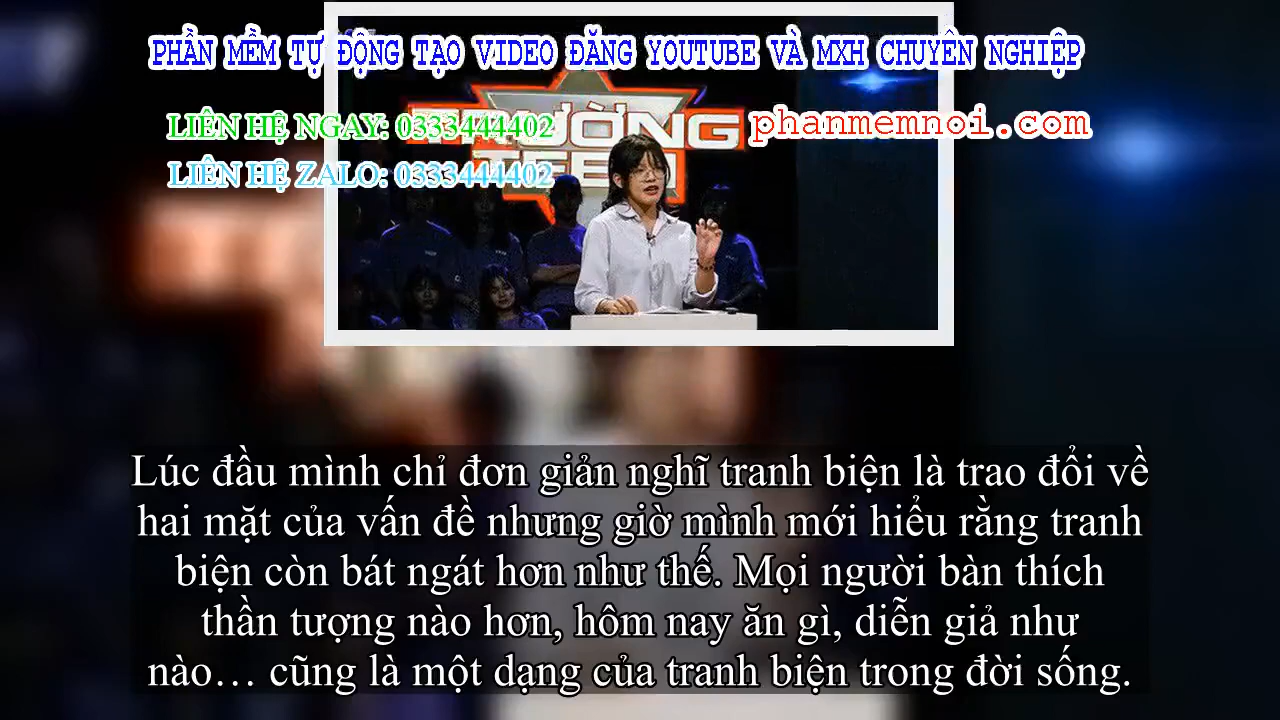 PHẦN MỀM TỰ ĐỘNG TẠO VIDEO ĐĂNG YOUTUBE VÀ MXH CHUYÊN NGHIỆP
LIÊN HỆ NGAY: 0333444402
phanmemnoi.com
LIÊN HỆ ZALO: 0333444402
TRƯỜNG
TEEN
Lúc đầu mình chỉ đơn giản nghĩ tranh biện là trao đổi về
hai mặt của vấn đề nhưng giờ mình mới hiểu rằng tranh
biện còn bát ngát hơn như thế. Mọi người bàn thích
thần tượng nào hơn, hôm nay ăn gì, diễn giả như
nào… cũng là một dạng của tranh biện trong đời sống.